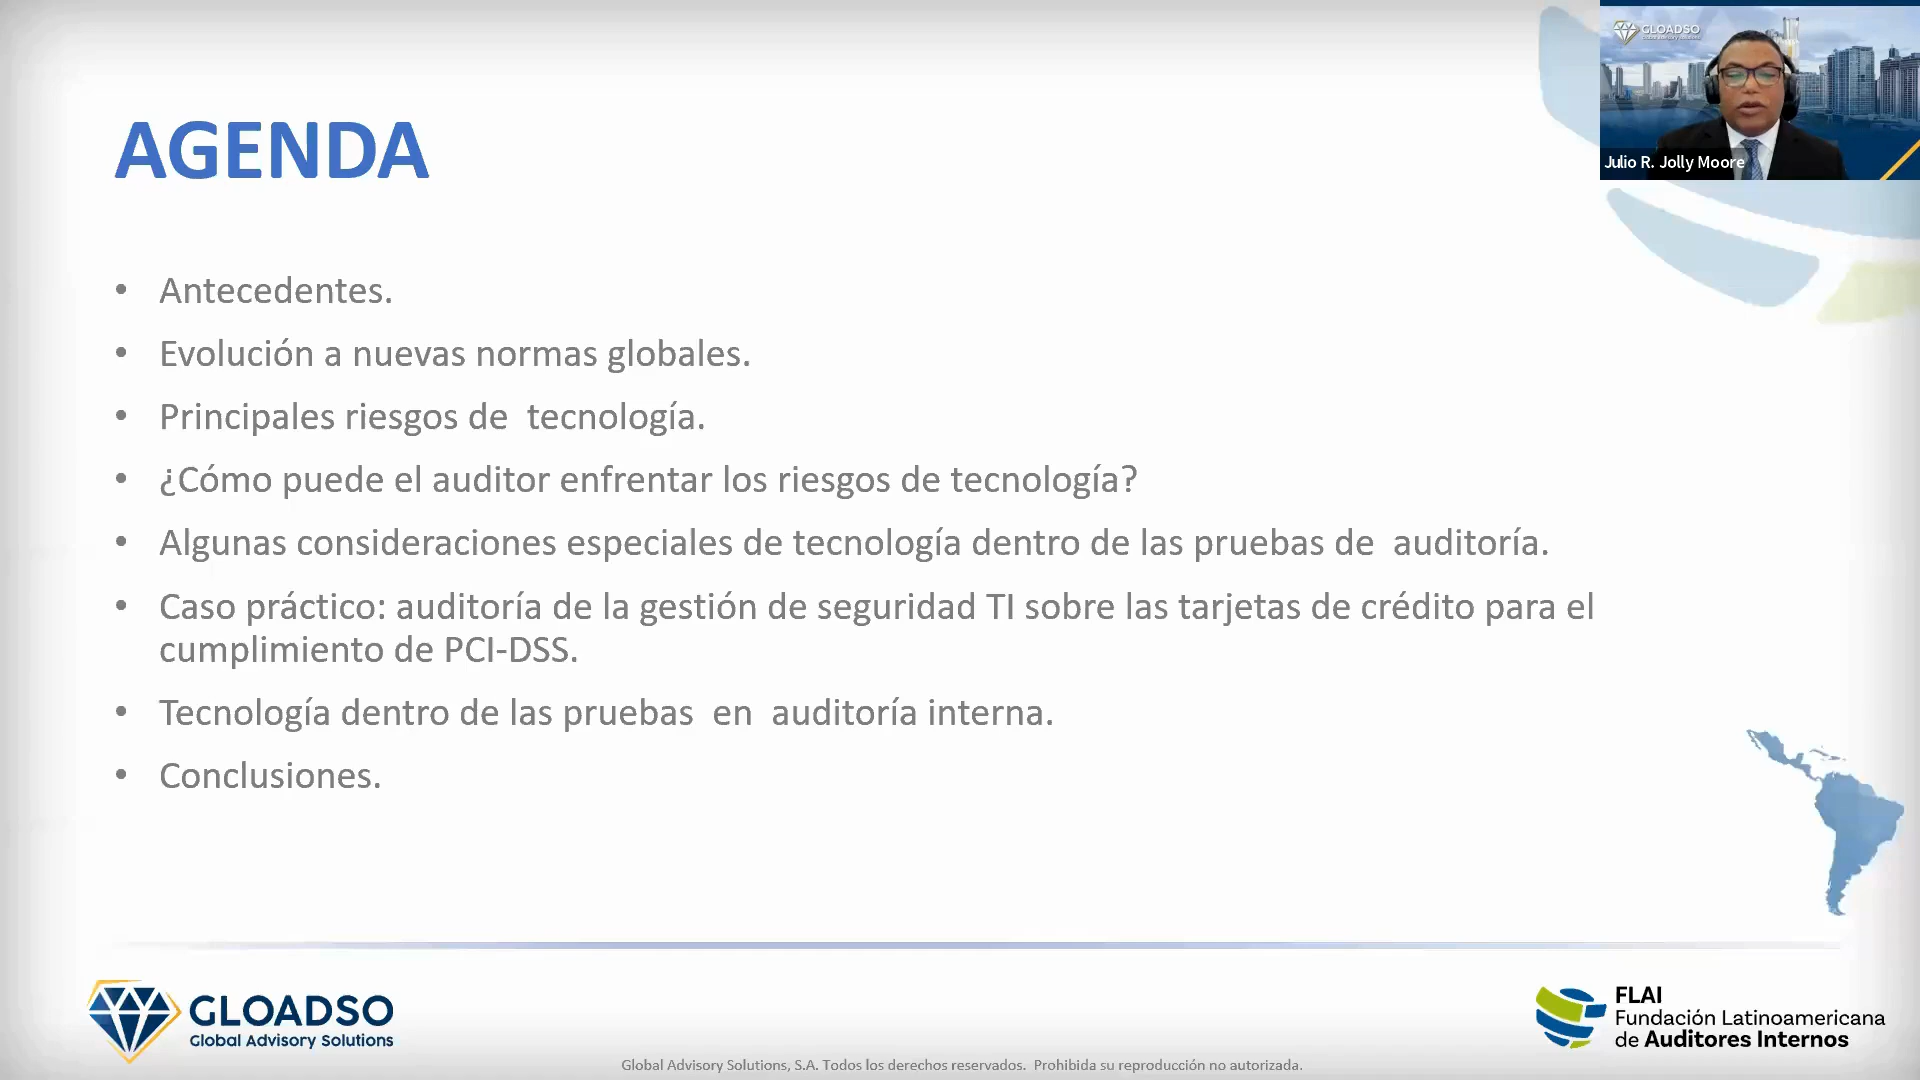 GLOADSO
Julio R. Jolly Moore
AGENDA
• Antecedentes.
• Evolución a nuevas normas globales.
• Principales riesgos de  tecnología.
• ¿Cómo puede el auditor enfrentar los riesgos de tecnología?
• Algunas consideraciones especiales de tecnología dentro de las pruebas de  auditoría.
• Caso práctico: auditoría de la gestión de seguridad TI sobre las tarjetas de crédito para el
cumplimiento de PCI-DSS.
• Tecnología dentro de las pruebas  en  auditoría interna.
• Conclusiones.
GLOADSO
Global Advisory Solutions
FLAI
Fundación Latinoamericana
de Auditores Internos
Global Advisory Solutions, S.A. Todos los derechos reservados.  Prohibida su reproducción no autorizada.